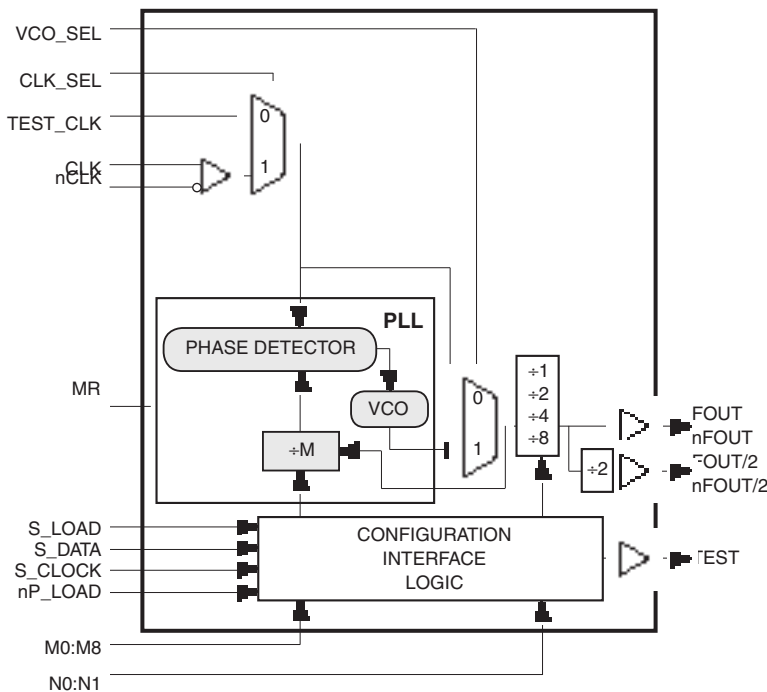 VCO_SEL
CLK_SEL
TEST_CLK
0
CLK
nCLK
1
PLL
PHASE DETECTOR
MR
VCO
0
÷1
÷2
÷4
÷8
FOUT
nFOUT
÷M
1
÷2
FOUT/2
nFOUT/2
S_LOAD
S_DATA
S_CLOCK
nP_LOAD
CONFIGURATION
INTERFACE
LOGIC
TEST
M0:M8
N0:N1